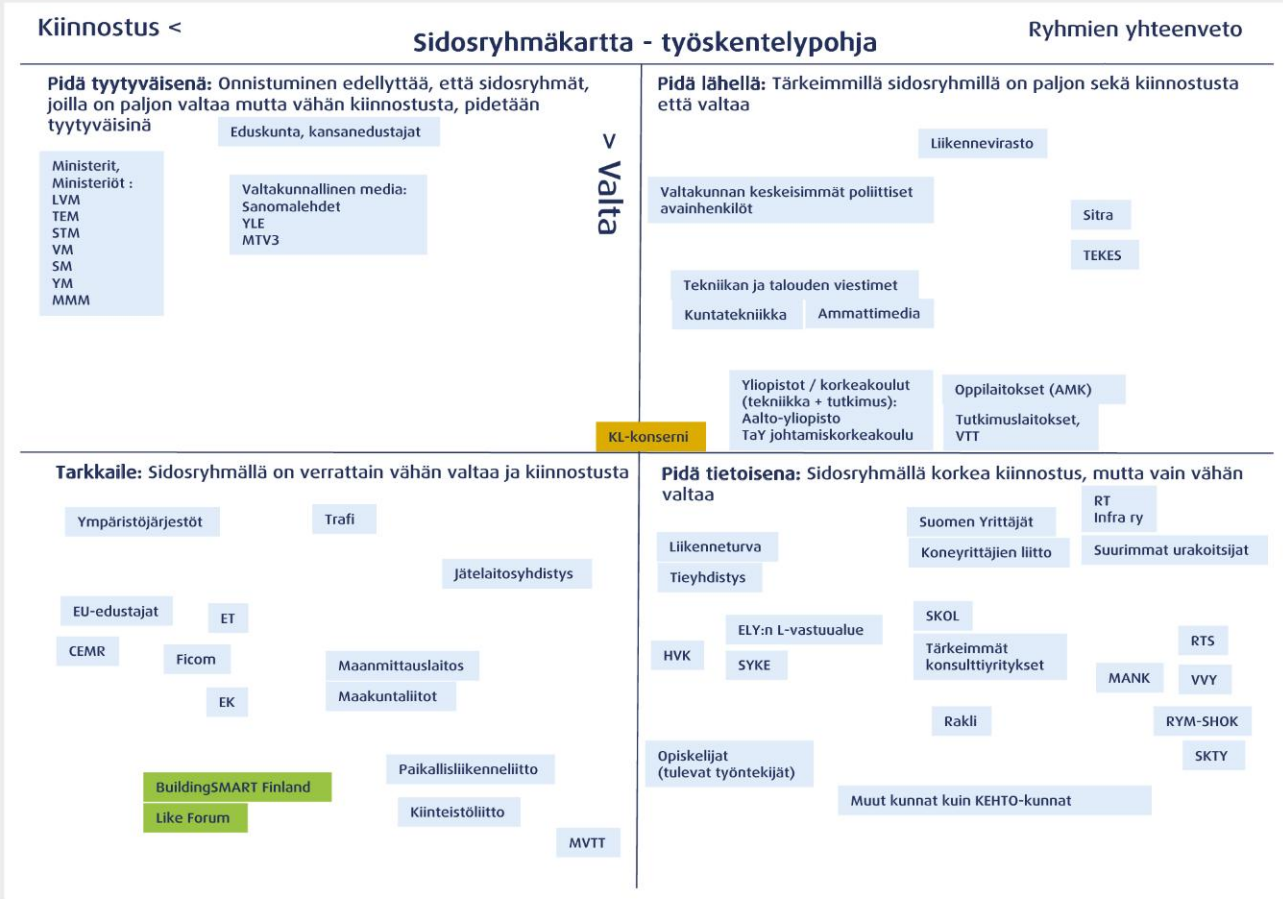 Kiinnostus <
Sidosryhmäkartta - työskentelypohja
Ryhmien yhteenveto
Pidä tyytyväisenä: Onnistuminen edellyttää, että sidosryhmät,
joilla on paljon valtaa mutta vähän kiinnostusta, pidetään
tyytyväisinä
Eduskunta, kansanedustajat
Ministerit,
Ministeriöt :
LVM
TEM
STM
VM
SM
YM
MMM
Valtakunnallinen media:
Sanomalehdet
YLE
MTV3
> Valta
Pidä lähellä: Tärkeimmillä sidosryhmillä on paljon sekä kiinnostusta
että valtaa
Liikennevirasto
Valtakunnan keskeisimmät poliittiset
avainhenkilöt
Sitra
TEKES
Tekniikan ja talouden viestimet
Kuntatekniikka
Ammattimedia
Yliopistot / korkeakoulut
(tekniikka + tutkimus):
Aalto-yliopisto
TaY johtamiskorkeakoulu
Oppilaitokset (AMK)
Tutkimuslaitokset,
VTT
KL-konserni
Tarkkaile: Sidosryhmällä on verrattain vähän valtaa ja kiinnostusta
Ympäristöjärjestöt
Trafi
Jätelaitosyhdistys
EU-edustajat
ET
CEMR
Ficom
Maanmittauslaitos
Maakuntaliitot
EK
Paikallisliikenneliitto
BuildingSMART Finland
Like Forum
Kiinteistöliitto
MVTT
Pidä tietoisena: Sidosryhmällä korkea kiinnostus, mutta vain vähän
valtaa
RT
Infra ry
Suomen Yrittäjät
Liikenneturva
Koneyrittäjien liitto
Suurimmat urakoitsijat
Tieyhdistys
SKOL
ELY:n L-vastuualue
HVK
SYKE
Tärkeimmät
konsulttiyritykset
RTS
MANK
VVY
Rakli
RYM-SHOK
SKTY
Opiskelijat
(tulevat työntekijät)
Muut kunnat kuin KEHTO-kunnat